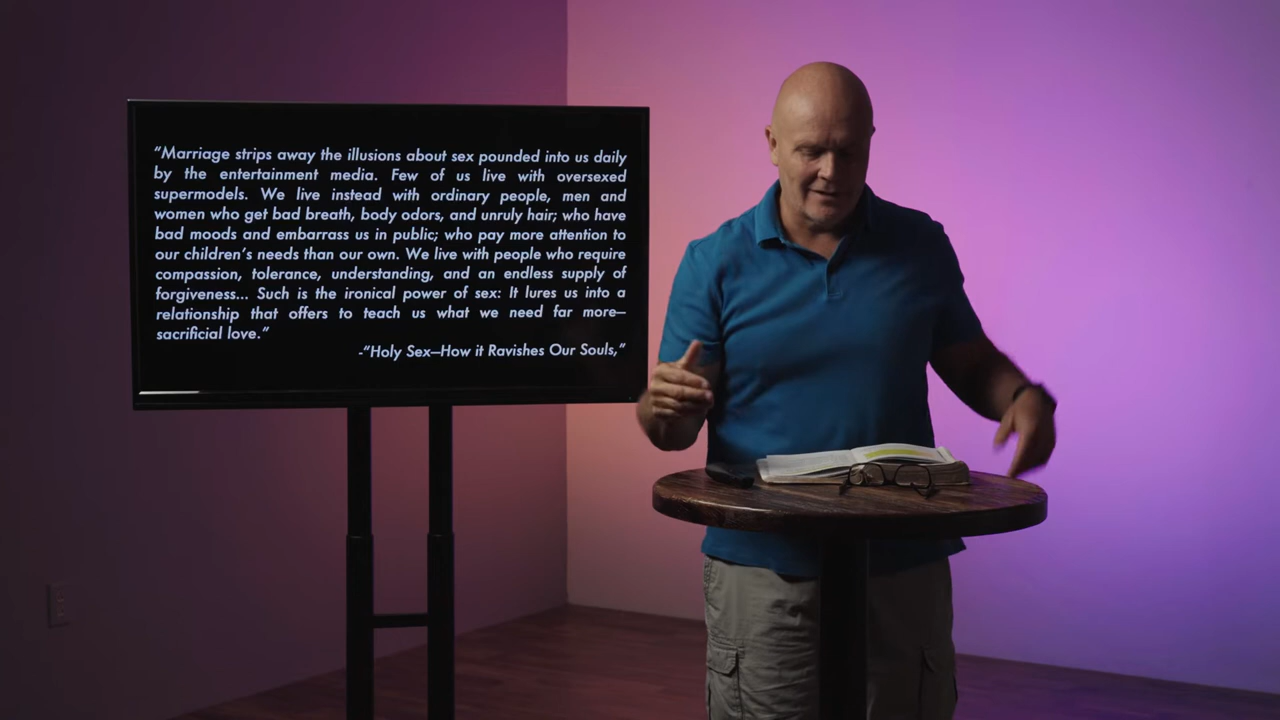 “Marriage strips away the illusions about sex pounded into us daily
by the entertainment media. Few of us live with oversexed
supermodels. We live instead with ordinary people, men and
women who get bad breath, body odors, and unruly hair; who have
bad moods and embarrass us in public; who pay more attention to
our children’s needs than our own. We live with people who require
compassion, tolerance, understanding, and an endless supply of
forgiveness... Such is the ironical power of sex: It lures us into a
relationship that offers to teach us what we need far more—
sacrificial love.”
-“Holy Sex—How it Ravishes Our Souls,”